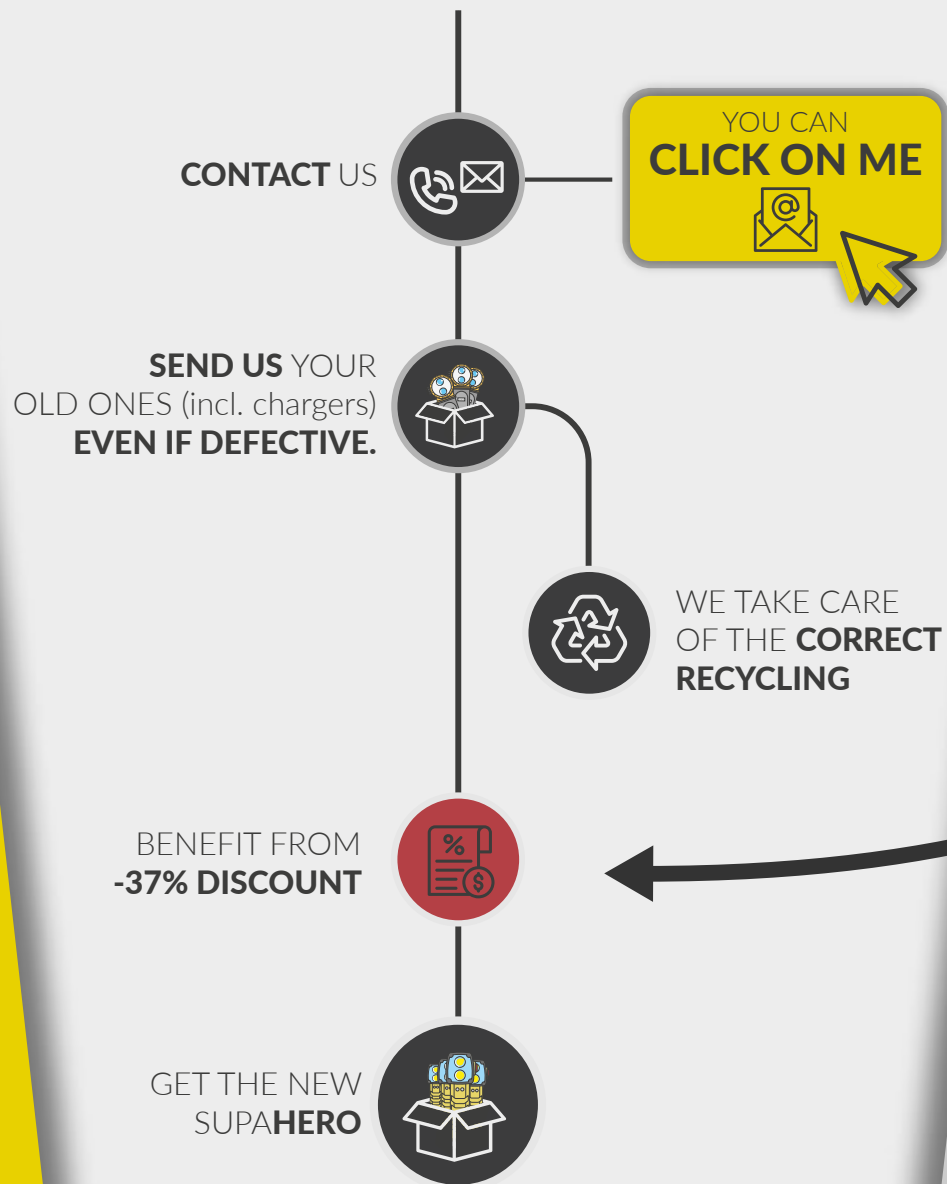 CONTACT US
YOU CAN
CLICK ON ME
@
SEND US YOUR
OLD ONES (incl. chargers)
EVEN IF DEFECTIVE.
WE TAKE CARE
OF THE CORRECT
RECYCLING
BENEFIT FROM
-37% DISCOUNT
%
$
GET THE NEW
SUPAHERO